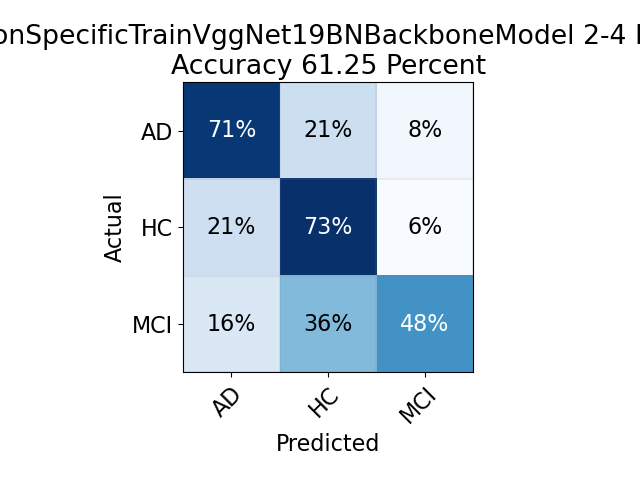 onSpecificTrainVggNet19BNBackboneModel 2-4
Accuracy 61.25 Percent
AD 71% 21% 8%
HC 21% 73% 6%
MCI 16% 36% 48%
Actual
AD HC MCI
Predicted